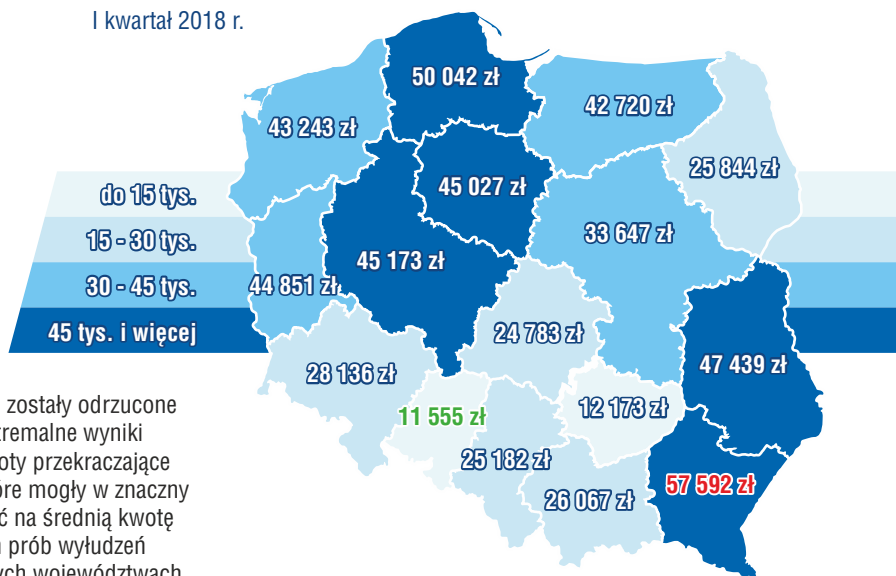 I kwartał 2018 r.
50 042 zł
43 243 zł
42 720 zł
25 844 zł
45 027 zł
33 647 zł
45 173 zł
44 851 zł
24 783 zł
47 439 zł
28 136 zł
11 555 zł
12 173 zł
25 182 zł
57 592 zł
26 067 zł
do 15 tys.
15 - 30 tys.
30 - 45 tys.
45 tys. i więcej
zostały odrzucone
tremalne wyniki
oty przekraczające
óre mogły w znaczny
ć na średnią kwotę
prób wyłudzeń
ych województwach